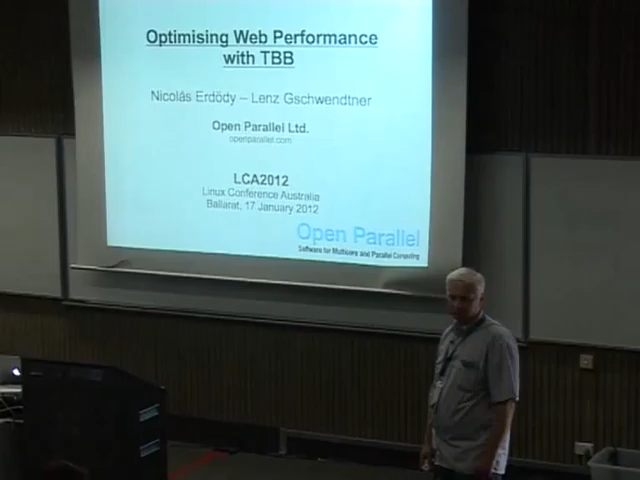 Optimising Web Performance
with TBB
Nicolás Erdödy – Lenz Gschwendtner
Open Parallel Ltd.
openparallel.com
LCA2012
Linux Conference Australia
Ballarat, 17 January 2012
Open Parallel
Software for Multicore and Parallel Computing